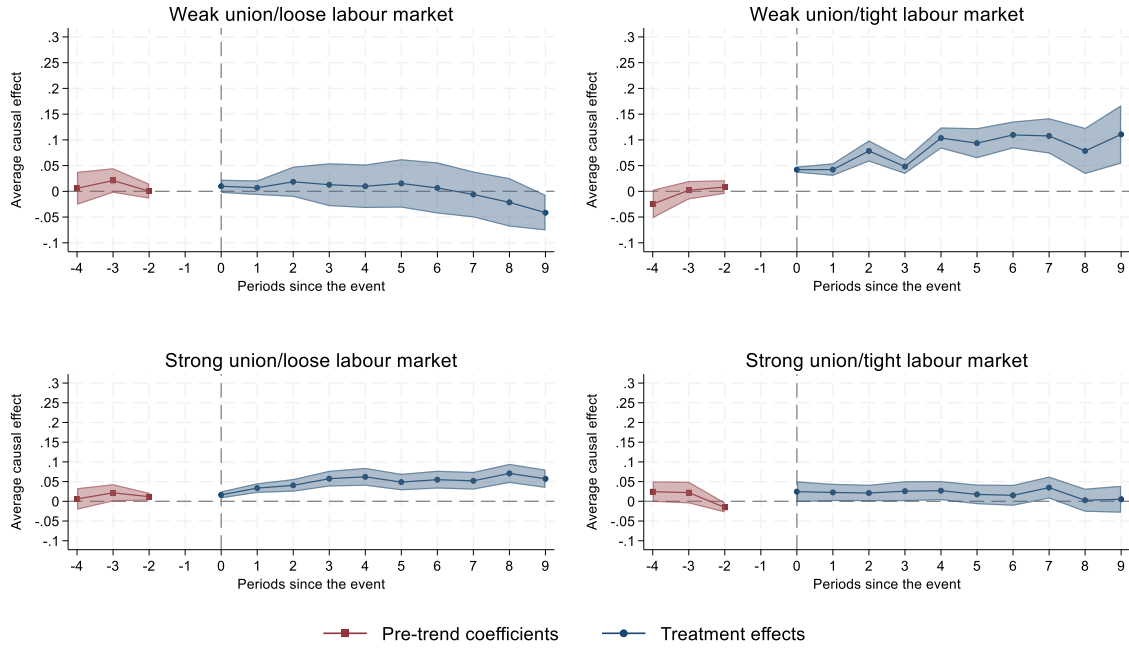 Weak union/loose labour market
Average causal effect
.3
.25
.2
.15
.1
.05
0
-.05
-.1
-4 -3 -2 -1 0 1 2 3 4 5 6 7 8 9
Periods since the event
Weak union/tight labour market
Average causal effect
.3
.25
.2
.15
.1
.05
0
-.05
-.1
-4 -3 -2 -1 0 1 2 3 4 5 6 7 8 9
Periods since the event
Strong union/loose labour market
Average causal effect
.3
.25
.2
.15
.1
.05
0
-.05
-.1
-4 -3 -2 -1 0 1 2 3 4 5 6 7 8 9
Periods since the event
Strong union/tight labour market
Average causal effect
.3
.25
.2
.15
.1
.05
0
-.05
-.1
-4 -3 -2 -1 0 1 2 3 4 5 6 7 8 9
Periods since the event
Pre-trend coefficients Treatment effects